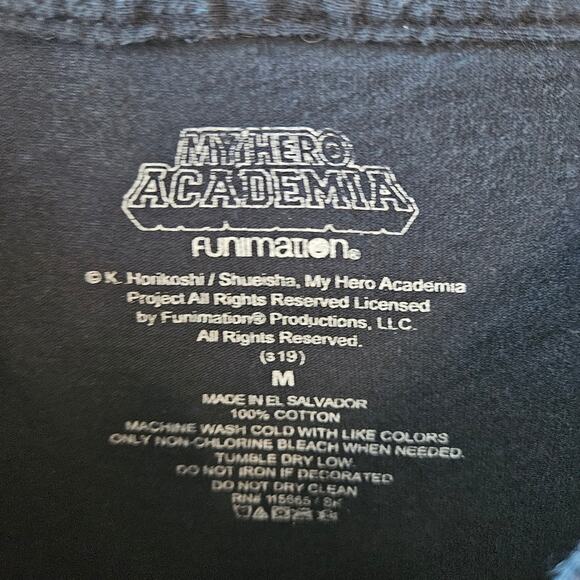 MY HERO
ACADEMIA
FUNIMATION®
© K. Horikoshi / Shueisha, My Hero Academia
Project All Rights Reserved Licensed
by Funimation® Productions, LLC.
All Rights Reserved.
(s19)
M
MADE IN EL SALVADOR
100% COTTON
MACHINE WASH COLD WITH LIKE COLORS
ONLY NON-CHLORINE BLEACH WHEN NEEDED.
TUMBLE DRY LOW
DO NOT IRON IF DECORATED
DO NOT DRY CLEAN
RN# 115665 /